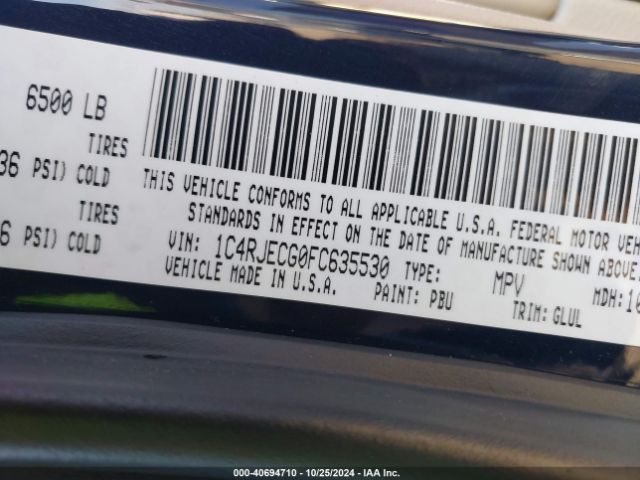 6500 LB
TIRES
36 PSI) COLD
TIRES
6 PSI) COLD
THIS VEHICLE CONFORMS TO ALL APPLICABLE U.S.A. FEDERAL MOTOR VEH
STANDARDS IN EFFECT ON THE DATE OF MANUFACTURE SHOWN ABOVE.
VIN: 1C4RJECG0FC635530 TYPE: MPV MDH:10
VEHICLE MADE IN U.S.A. PAINT: PBU TRIM: GLUL
000-40694710 - 10/25/2024 - IAA Inc.